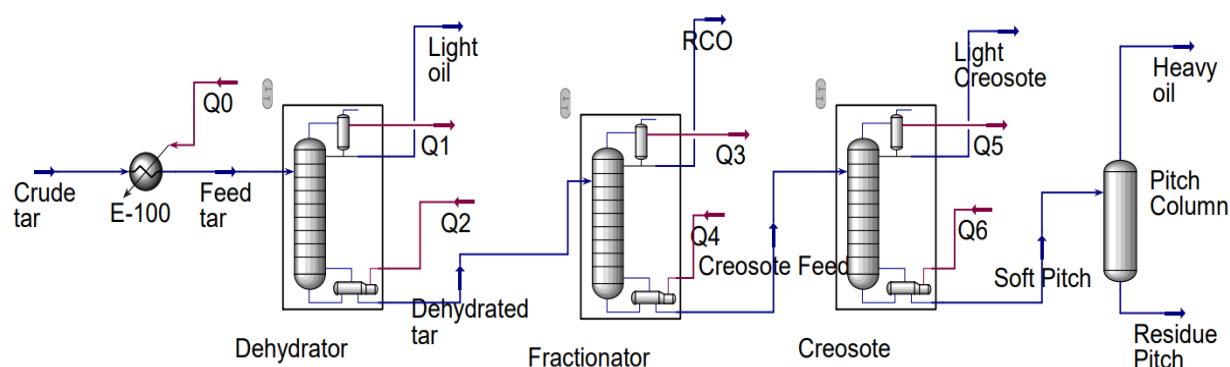 Crude
tar
E-100
Q0
Feed
tar
Light
oil
Q1
Q2
Dehydrated
tar
Dehydrator
RCO
Q3
Q4
Creosote Feed
Fractionator
Light
Creosote
Q5
Q6
Soft Pitch
Creosote
Heavy
oil
Pitch
Column
Residue
Pitch